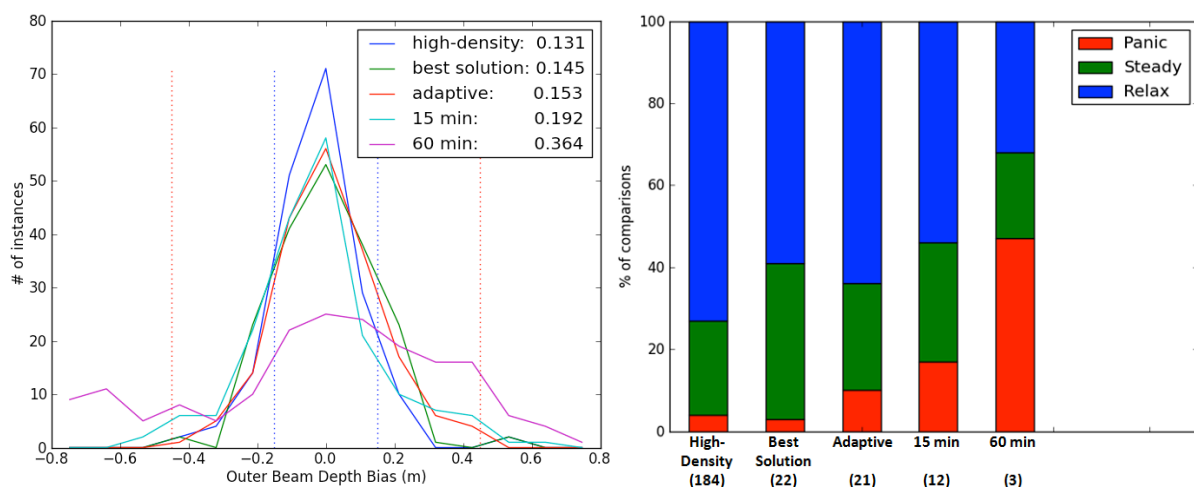 80
70
60
50
40
30
20
10
0
# of instances
high-density: 0.131
best solution: 0.145
adaptive: 0.153
15 min: 0.192
60 min: 0.364
−0.8 −0.6 −0.4 −0.2 0.0 0.2 0.4 0.6 0.8
Outer Beam Depth Bias (m)
100
80
60
40
20
0
% of comparisons
Panic
Steady
Relax
High- Best Adaptive 15 min 60 min
Density Solution
(184) (22) (21) (12) (3)